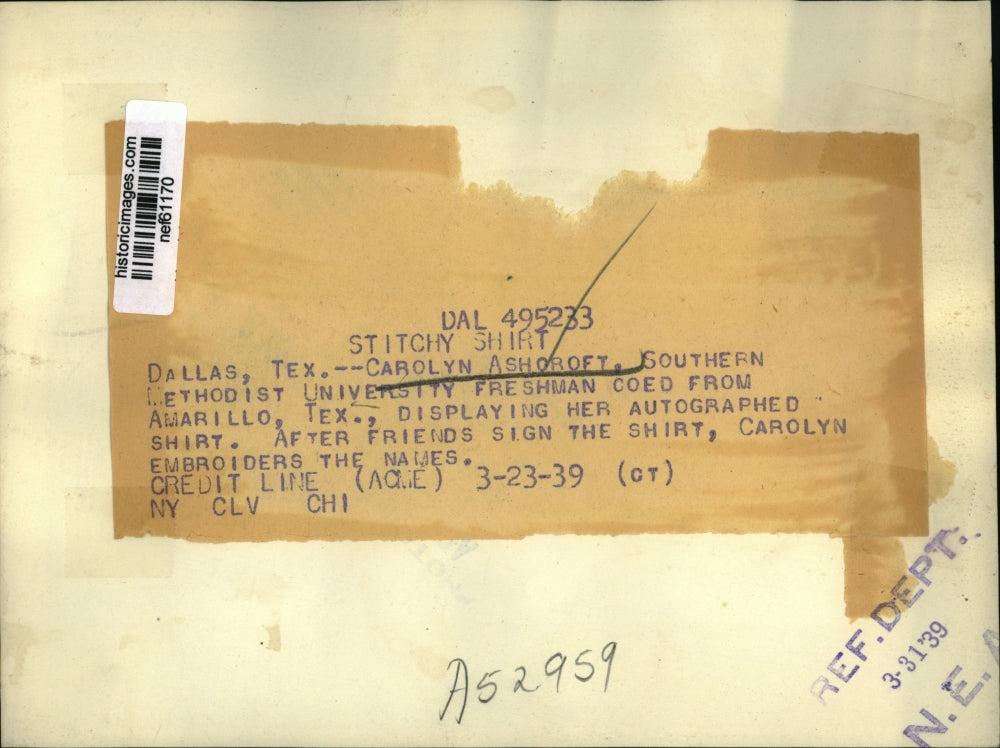 historicimages.com
nef61170
DAL 495233
STITCHY SHIRT
DALLAS, TEX.--CAROLYN ASHCROFT, SOUTHERN
METHODIST UNIVERSITY FRESHMAN COED FROM
AMARILLO, TEX., DISPLAYING HER AUTOGRAPHED
SHIRT. AFTER FRIENDS SIGN THE SHIRT, CAROLYN
EMBROIDERS THE NAMES.
CREDIT LINE (ACME) 3-23-39 (CT)
NY CLV CHI
REF. DEPT.
3-31'39
N.E.A
A52959